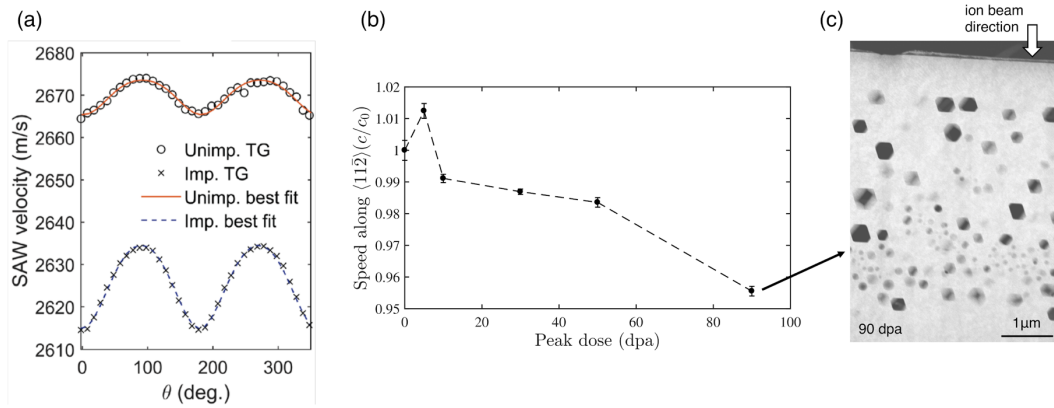 (a)
2680
2670
2660
2650
2640
2630
2620
2610
SAW velocity (m/s)
Unimp. TG
Imp. TG
Unimp. best fit
Imp. best fit
0
100
200
300
θ (deg.)
(b)
1.02
1.01
1
0.99
0.98
0.97
0.96
0.95
Speed along ⟨112̄⟩(c/c₀)
0
20
40
60
80
100
Peak dose (dpa)
(c)
ion beam
direction
90 dpa
1μm